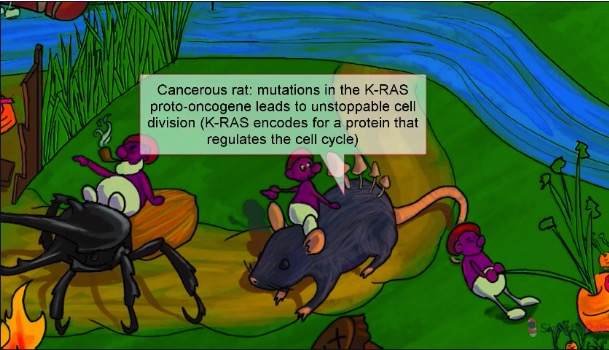 Cancerous rat: mutations in the K-RAS
proto-oncogene leads to unstoppable cell
division (K-RAS encodes for a protein that
regulates the cell cycle)